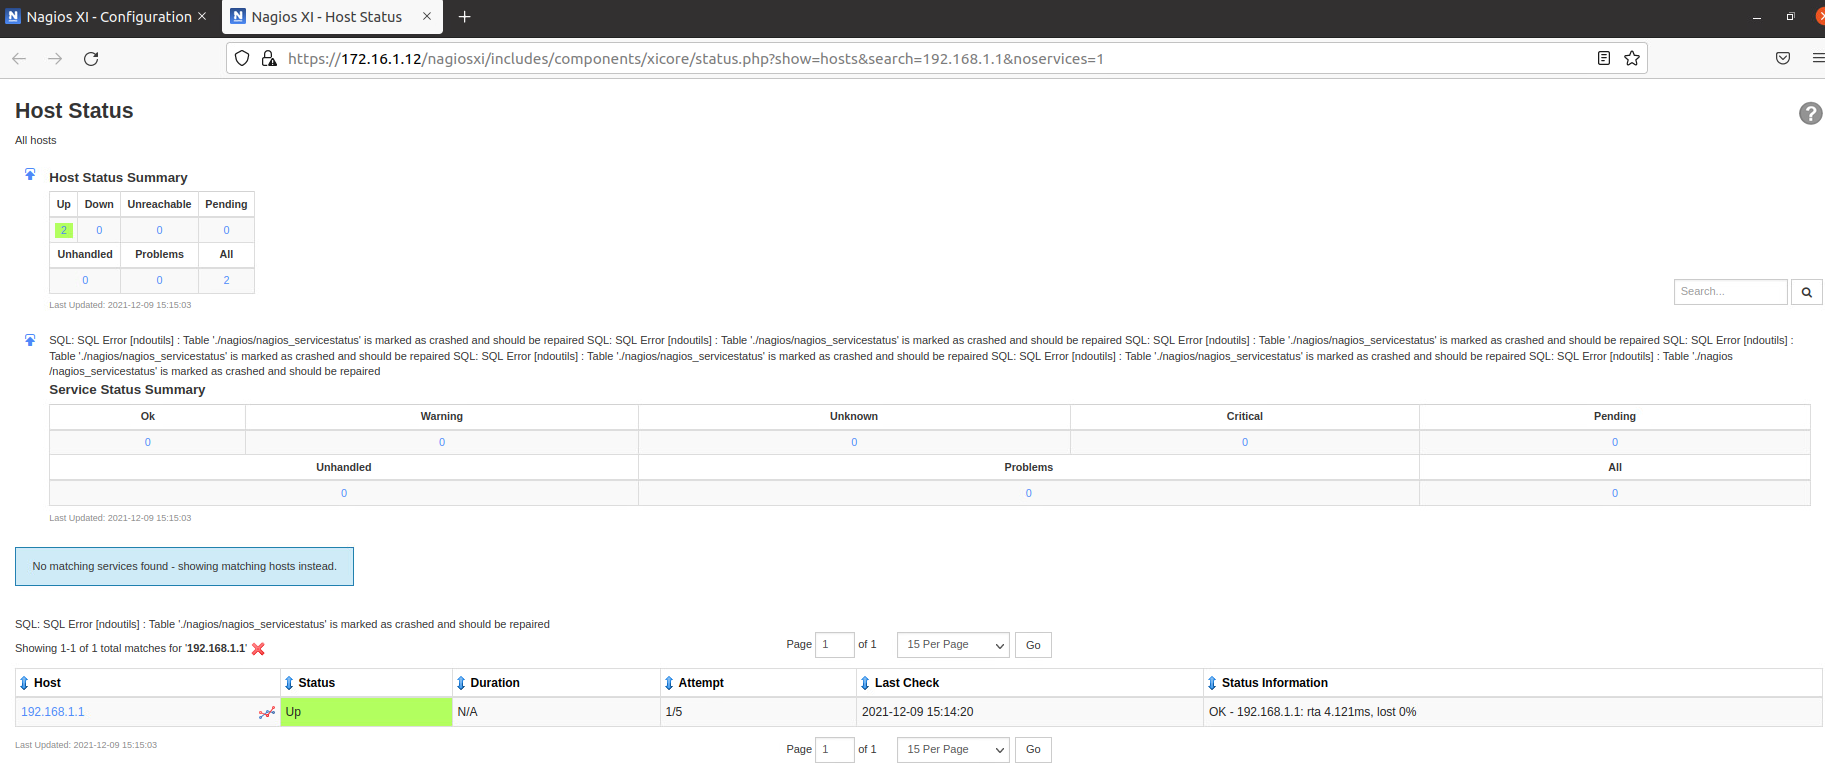 Nagios XI - Configuration
Nagios XI - Host Status
https://172.16.1.12/nagiosxi/includes/components/xicore/status.php?show=hosts&search=192.168.1.1&noservices=1
Host Status
All hosts
Host Status Summary
Up Down Unreachable Pending
2 0 0 0
Unhandled Problems All
0 0 2
Last Updated: 2021-12-09 15:15:03
Search...
SQL: SQL Error [ndoutils] : Table './nagios/nagios_servicestatus' is marked as crashed and should be repaired SQL: SQL Error [ndoutils] : Table './nagios/nagios_servicestatus' is marked as crashed and should be repaired SQL: SQL Error [ndoutils] : Table './nagios/nagios_servicestatus' is marked as crashed and should be repaired SQL: SQL Error [ndoutils] :
Table './nagios/nagios_servicestatus' is marked as crashed and should be repaired SQL: SQL Error [ndoutils] : Table './nagios/nagios_servicestatus' is marked as crashed and should be repaired SQL: SQL Error [ndoutils] : Table './nagios/nagios_servicestatus' is marked as crashed and should be repaired SQL: SQL Error [ndoutils] : Table './nagios
/nagios_servicestatus' is marked as crashed and should be repaired
Service Status Summary
Ok Warning Unknown Critical Pending
0 0 0 0 0
Unhandled Problems All
0 0 0
Last Updated: 2021-12-09 15:15:03
No matching services found - showing matching hosts instead.
SQL: SQL Error [ndoutils] : Table './nagios/nagios_servicestatus' is marked as crashed and should be repaired
Showing 1-1 of 1 total matches for '192.168.1.1'
Page 1 of 1 15 Per Page Go
Host Status Duration Attempt Last Check Status Information
192.168.1.1 Up N/A 1/5 2021-12-09 15:14:20 OK - 192.168.1.1: rta 4.121ms, lost 0%
Last Updated: 2021-12-09 15:15:03
Page 1 of 1 15 Per Page Go